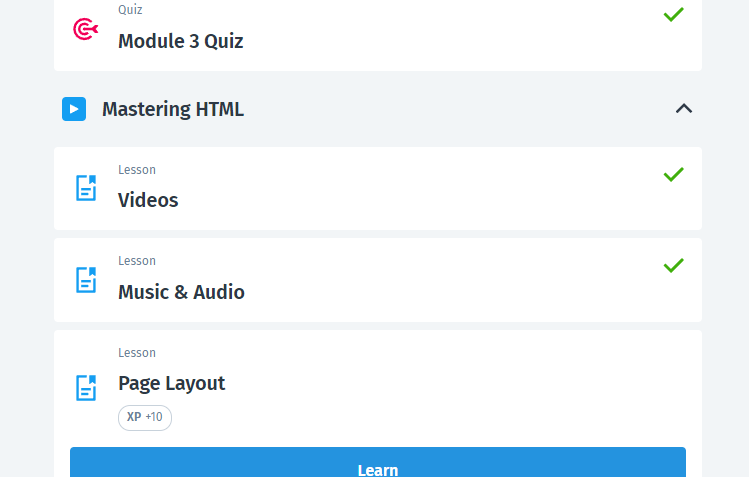 Quiz
Module 3 Quiz
Mastering HTML
Lesson
Videos
Lesson
Music & Audio
Lesson
Page Layout
XP +10
Learn